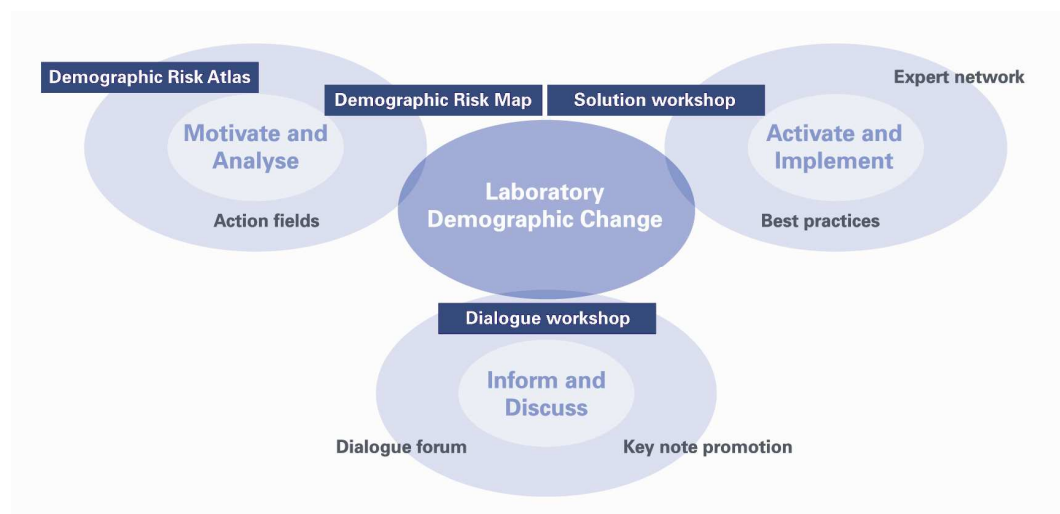 Demographic Risk Atlas
Demographic Risk Map
Solution workshop
Expert network
Motivate and
Analyse
Activate and
Implement
Laboratory
Demographic Change
Action fields
Best practices
Dialogue workshop
Inform and
Discuss
Dialogue forum
Key note promotion